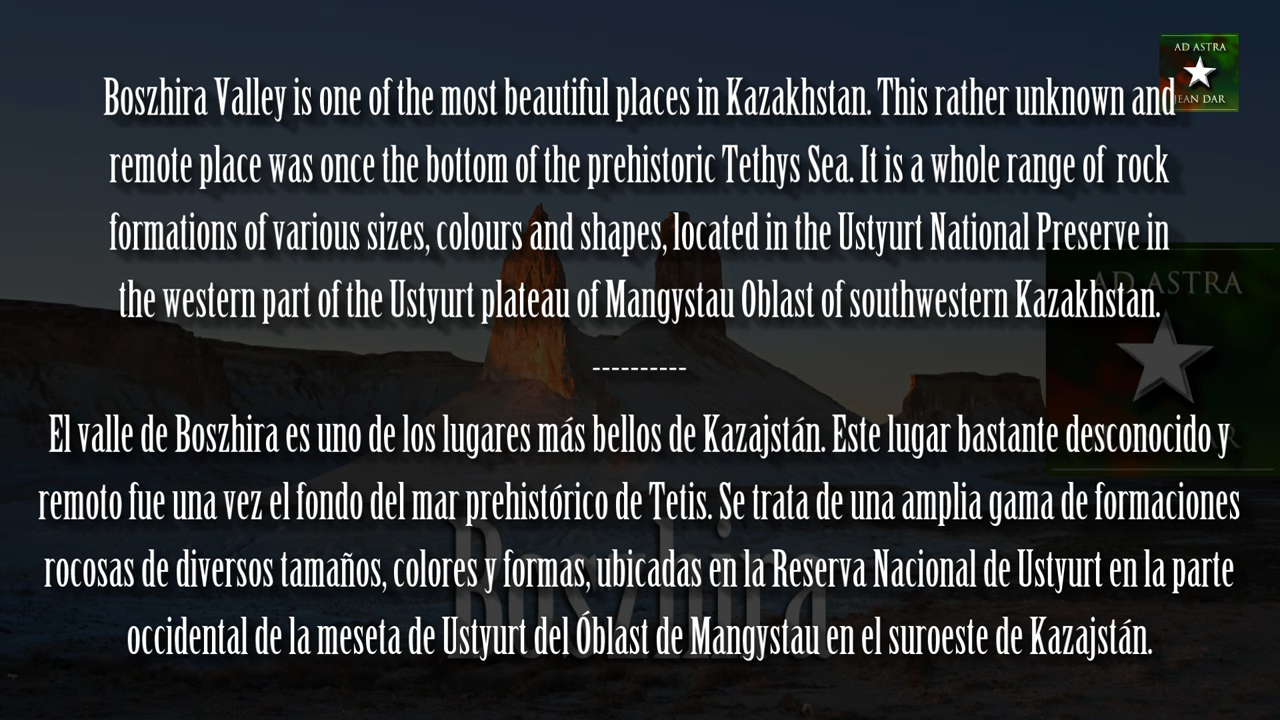 AD ASTRA
JEAN DAR
Boszhira Valley is one of the most beautiful places in Kazakhstan. This rather unknown and
remote place was once the bottom of the prehistoric Tethys Sea. It is a whole range of rock
formations of various sizes, colours and shapes, located in the Ustyurt National Preserve in
the western part of the Ustyurt plateau of Mangystau Oblast of southwestern Kazakhstan.
AD ASTRA
----------
El valle de Boszhira es uno de los lugares más bellos de Kazajstán. Este lugar bastante desconocido y
remoto fue una vez el fondo del mar prehistórico de Tetis. Se trata de una amplia gama de formaciones
rocosas de diversos tamaños, colores y formas, ubicadas en la Reserva Nacional de Ustyurt en la parte
occidental de la meseta de Ustyurt del Óblast de Mangystau en el suroeste de Kazajstán.
Boszhira